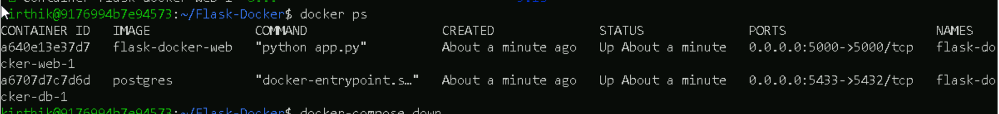 irthik@9176994b7e94573:~/Flask-Docker$ docker ps
CONTAINER ID IMAGE COMMAND CREATED STATUS PORTS NAMES
a640e13e37d7 flask-docker-web "python app.py" About a minute ago Up About a minute 0.0.0.0:5000->5000/tcp flask-do
cker-web-1
a6707d7c7d6d postgres "docker-entrypoint.s…" About a minute ago Up About a minute 0.0.0.0:5433->5432/tcp flask-do
cker-db-1
kirthik@9176994b7e94573:~/Flask-Docker$ docker-compose down